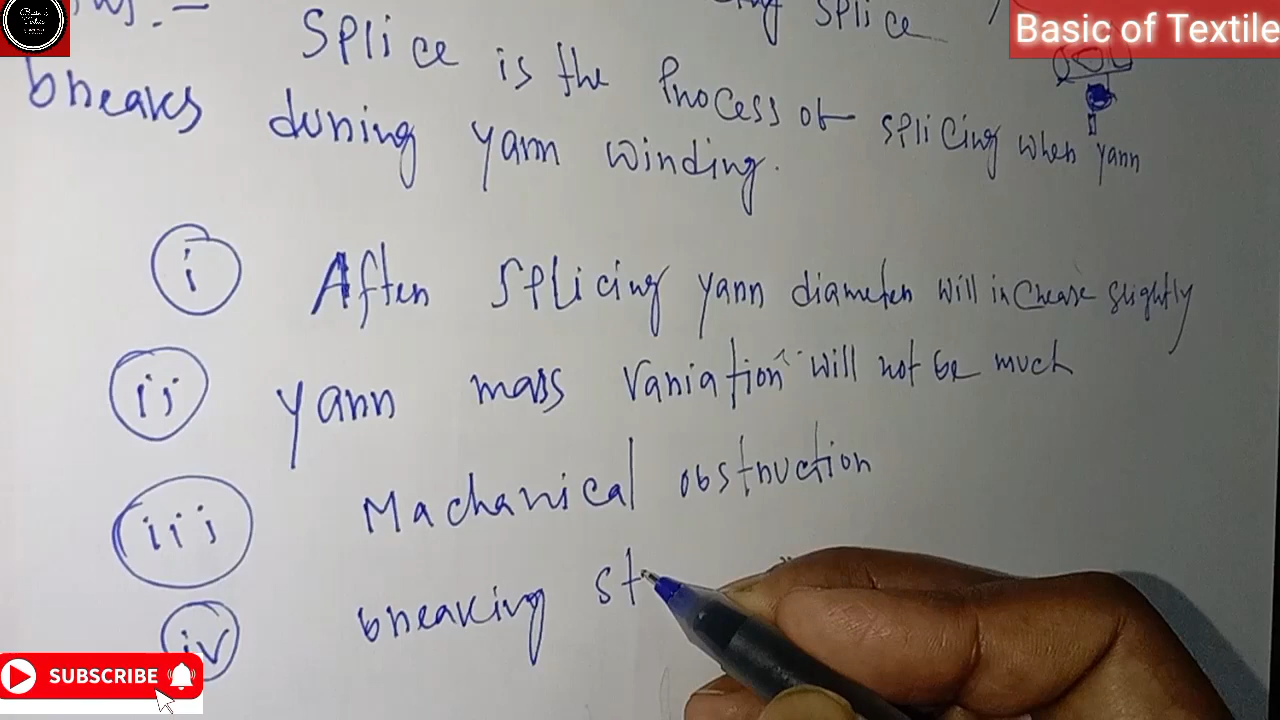 Basic of Textile
Splice
Splice is the Process of splicing when yarn
breaks during yarn winding.
i After splicing yarn diameter will increase slightly
ii yarn mass variation will not be much
iii Machanical obstruction
iv breaking st
SUBSCRIBE